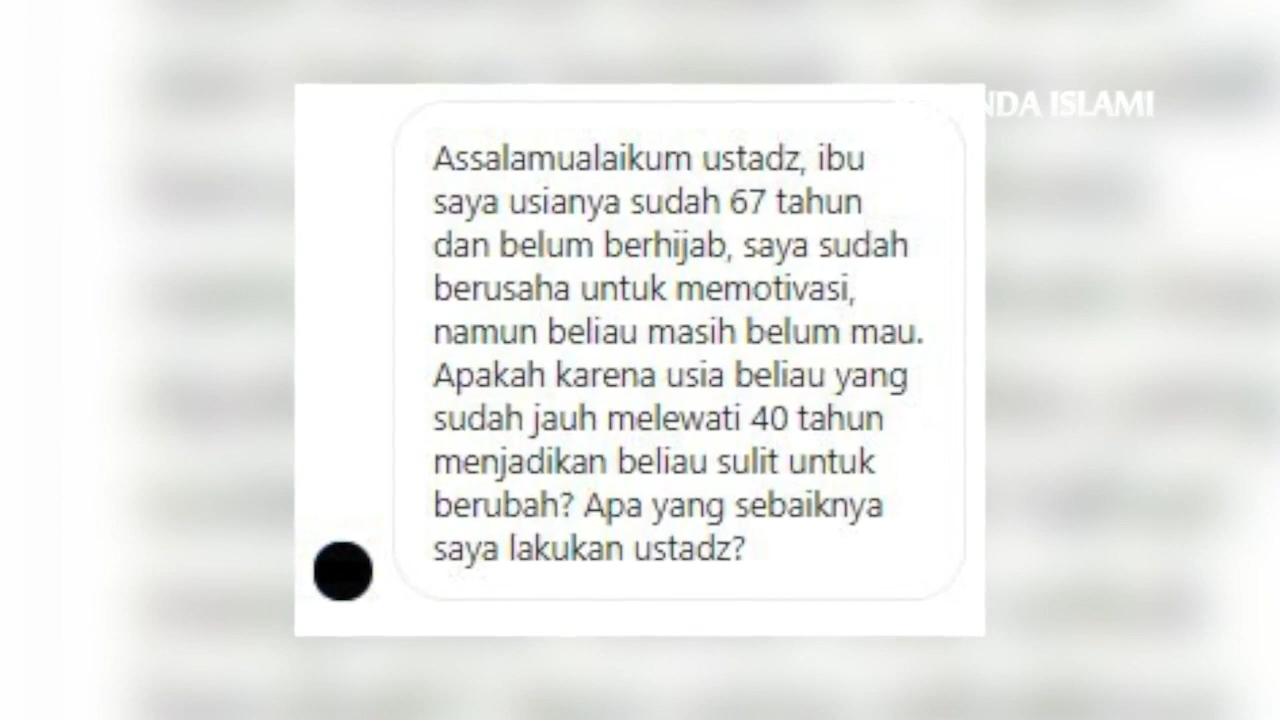 NDA ISLAMI
Assalamualaikum ustadz, ibu
saya usianya sudah 67 tahun
dan belum berhijab, saya sudah
berusaha untuk memotivasi,
namun beliau masih belum mau.
Apakah karena usia beliau yang
sudah jauh melewati 40 tahun
menjadikan beliau sulit untuk
berubah? Apa yang sebaiknya
saya lakukan ustadz?